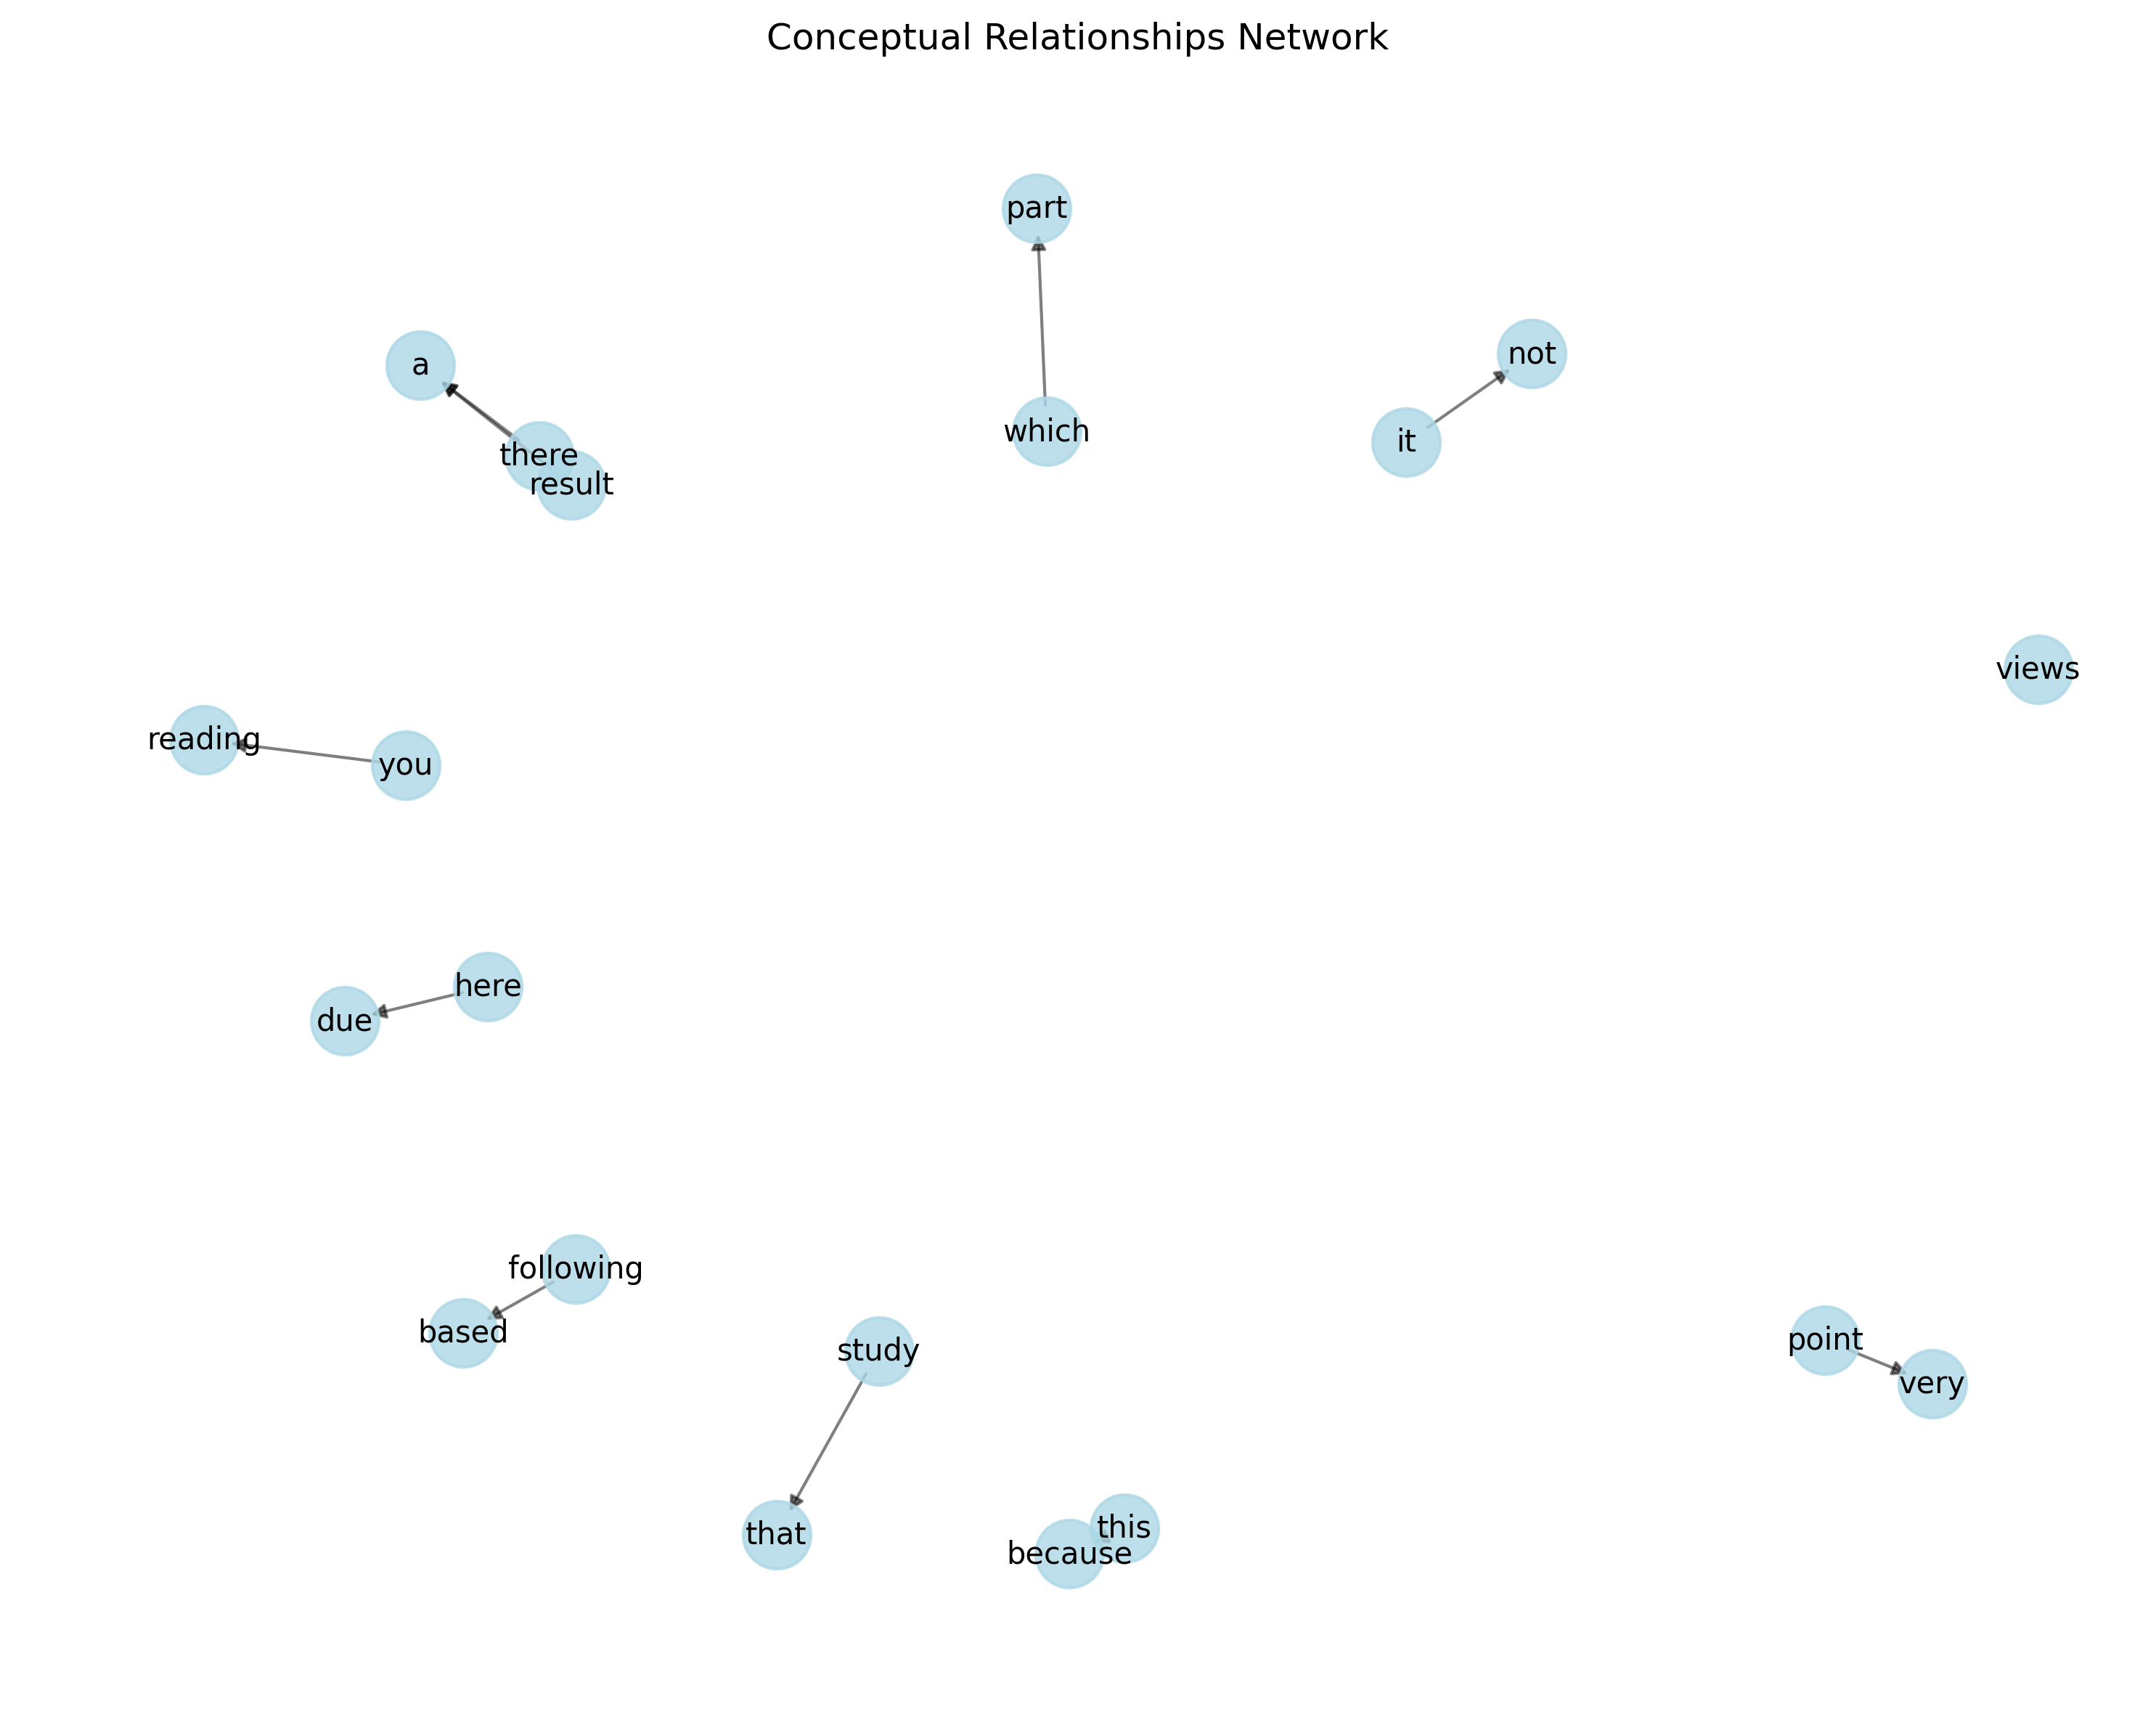 Conceptual Relationships Network
part
not
a
which
it
there
result
views
reading
you
here
due
following
based
study
point
very
that
this
because